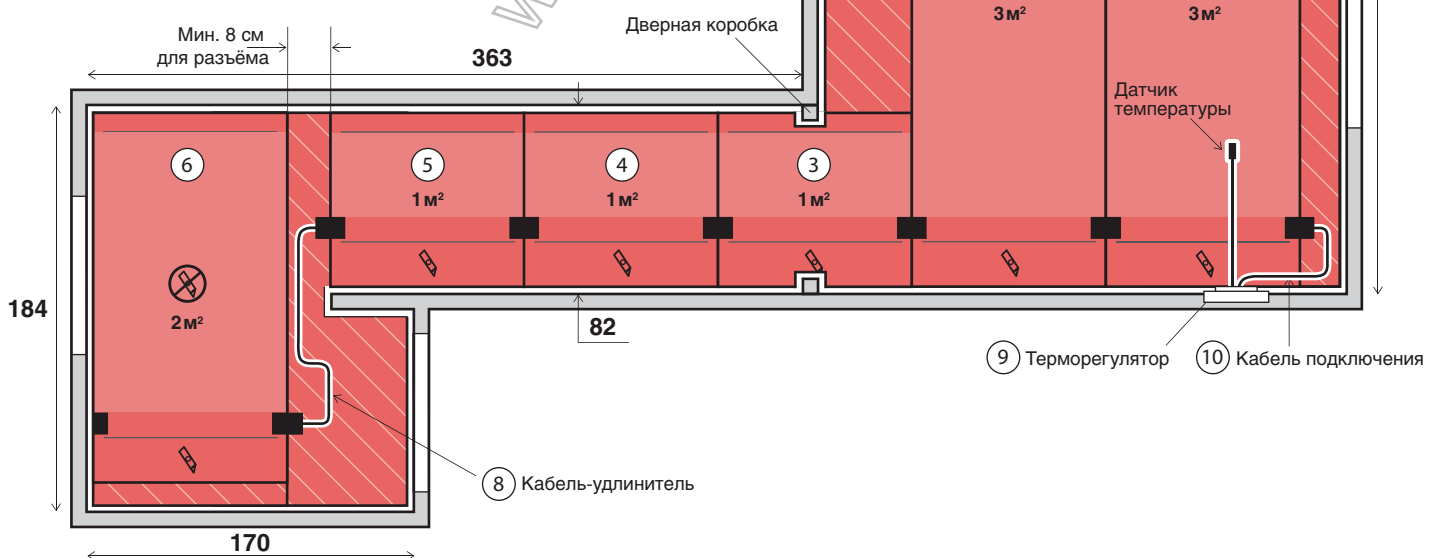 3 м²
3 м²
Дверная коробка
Мин. 8 см
для разъёма
363
Датчик
температуры
6
5
4
3
1 м²
1 м²
1 м²
2 м²
184
82
9 Терморегулятор
10 Кабель подключения
8 Кабель-удлинитель
170